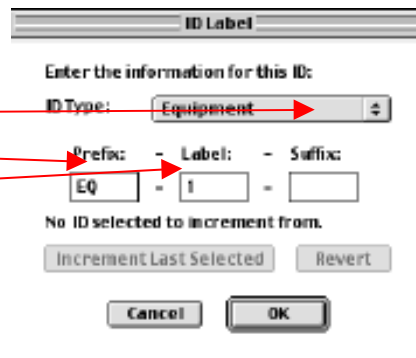 ID Label
Enter the information for this ID:
ID Type: Equipment
Prefix: - Label: - Suffix:
EQ - 1 -
No ID selected to increment from.
Increment Last Selected Revert
Cancel OK